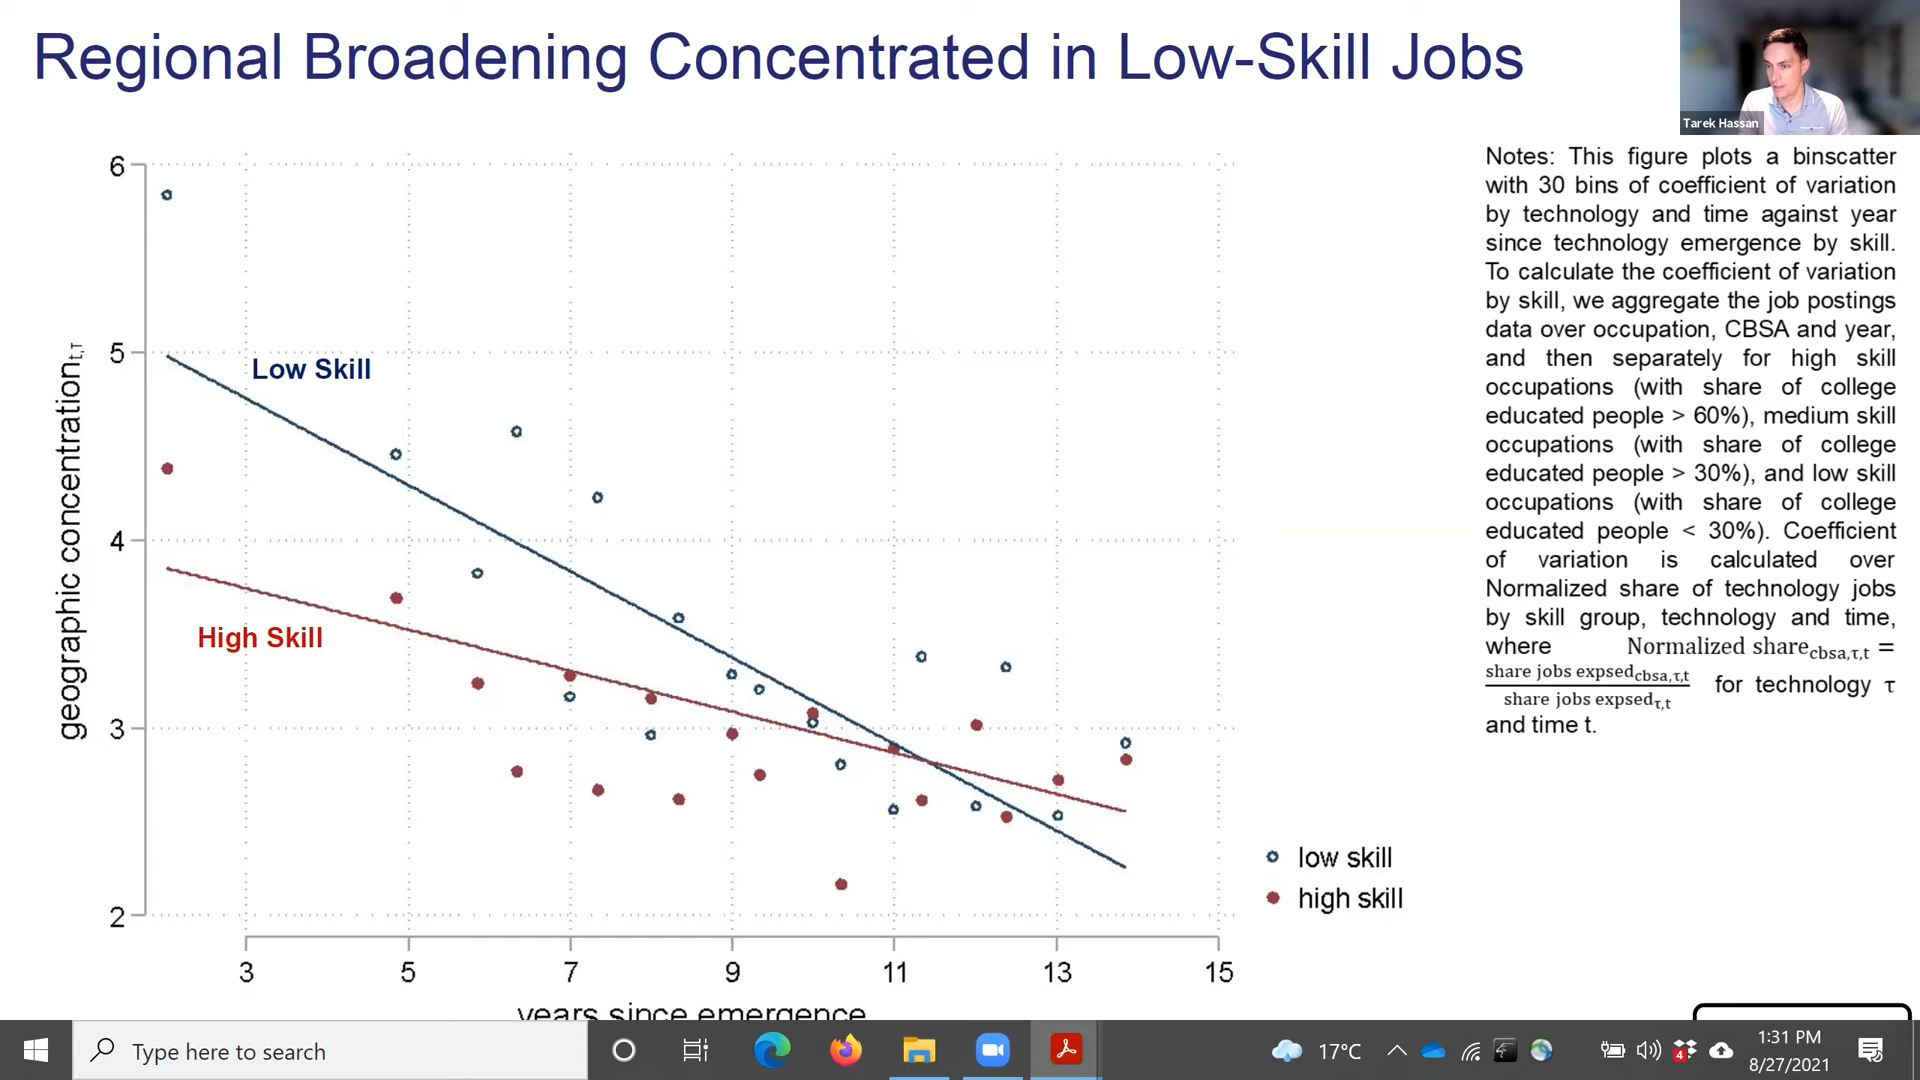 Regional Broadening Concentrated in Low-Skill Jobs
Tarek Hassan
Notes: This figure plots a binscatter
with 30 bins of coefficient of variation
by technology and time against year
since technology emergence by skill.
To calculate the coefficient of variation
by skill, we aggregate the job postings
data over occupation, CBSA and year,
and then separately for high skill
occupations (with share of college
educated people > 60%), medium skill
occupations (with share of college
educated people > 30%), and low skill
occupations (with share of college
educated people < 30%). Coefficient
of variation is calculated over
Normalized share of technology jobs
by skill group, technology and time,
where Normalized share_cbsa,τ,t =
share jobs expsed_cbsa,τ,t
share jobs expsed_τ,t
for technology τ
and time t.
geographic concentration_t,τ
6
5
4
3
2
Low Skill
High Skill
3 5 7 9 11 13 15
years since emergence
low skill
high skill
Type here to search
17°C
4
1:31 PM
8/27/2021